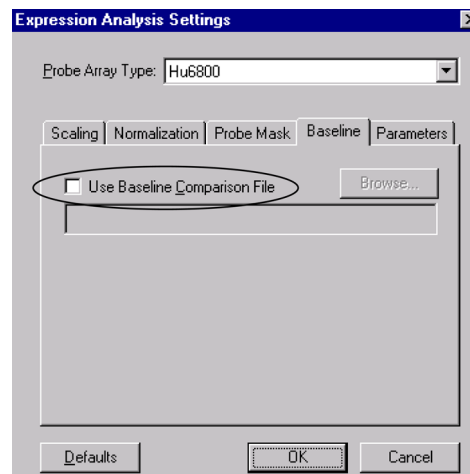 Expression Analysis Settings
Probe Array Type: Hu6800
Scaling Normalization Probe Mask Baseline Parameters
Use Baseline Comparison File Browse...
Defaults OK Cancel